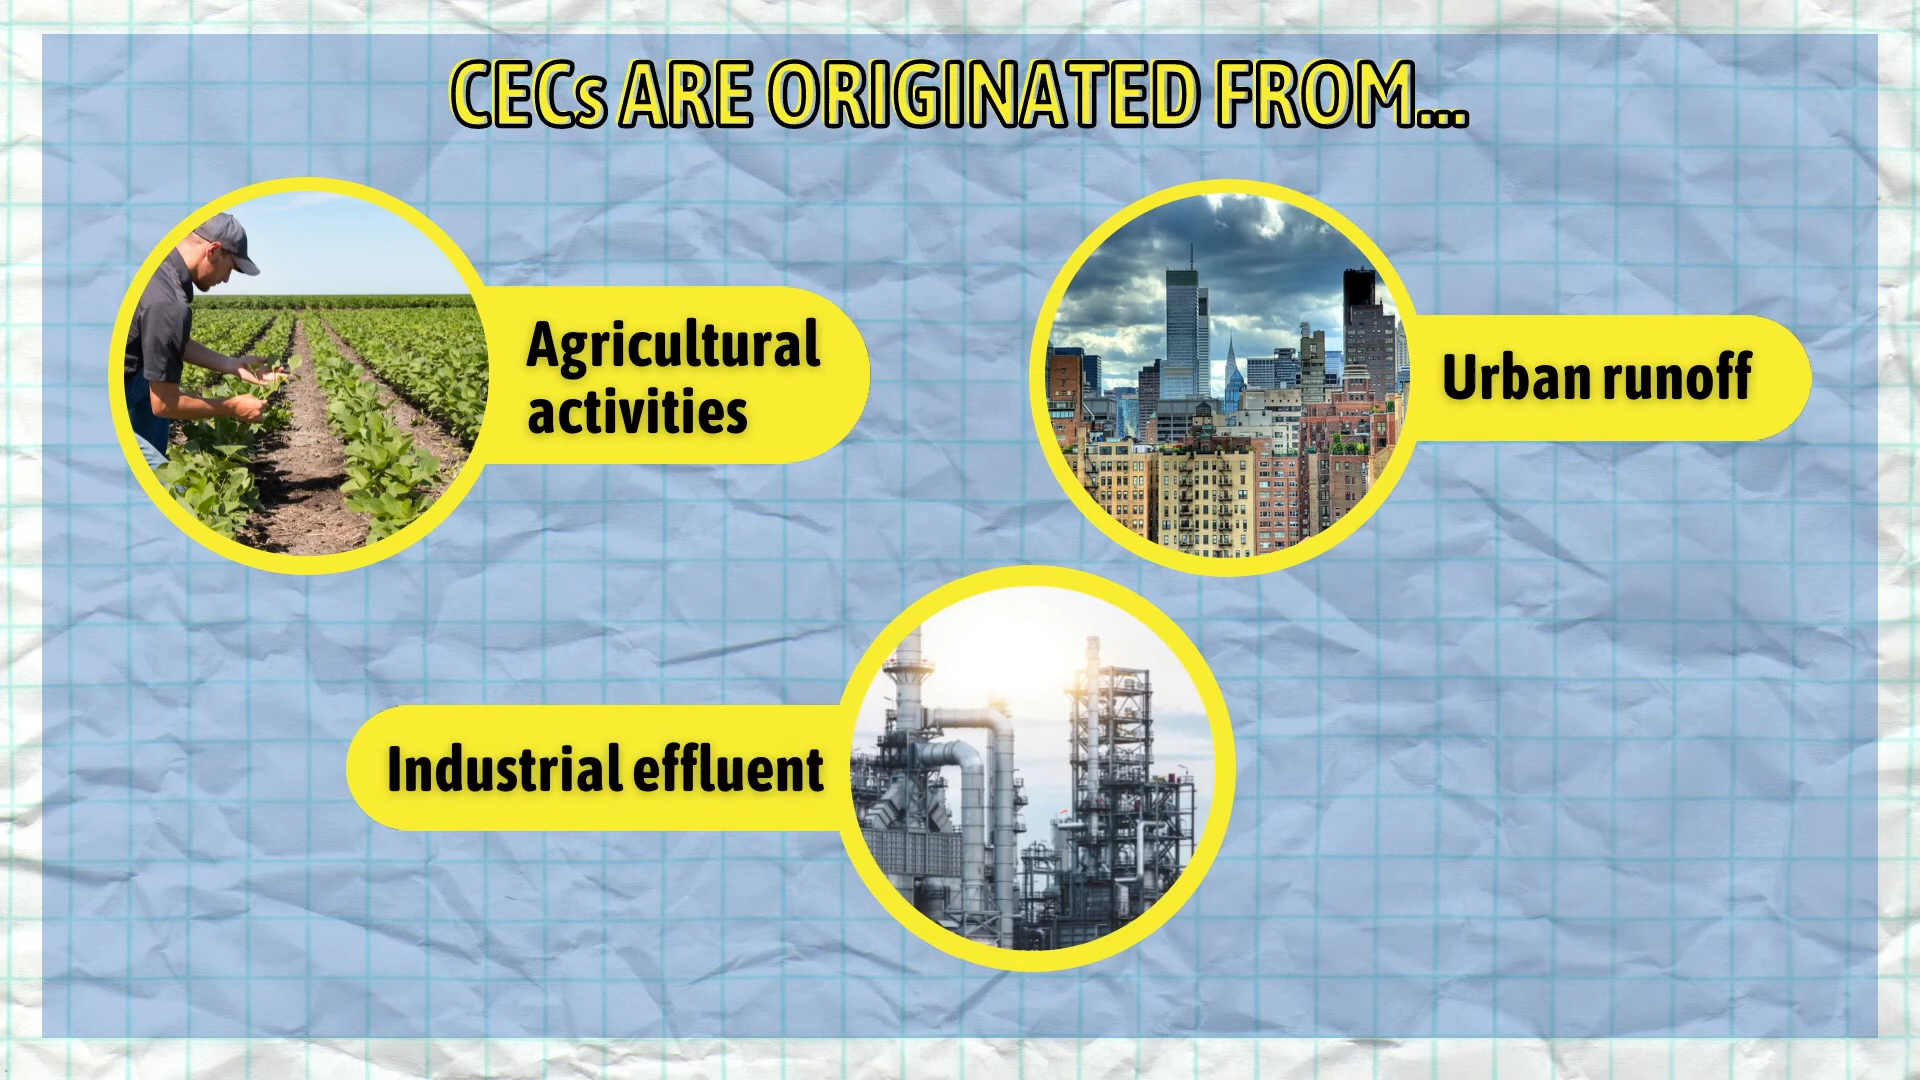 CECs ARE ORIGINATED FROM...
Agricultural
activities
Urban runoff
Industrial effluent